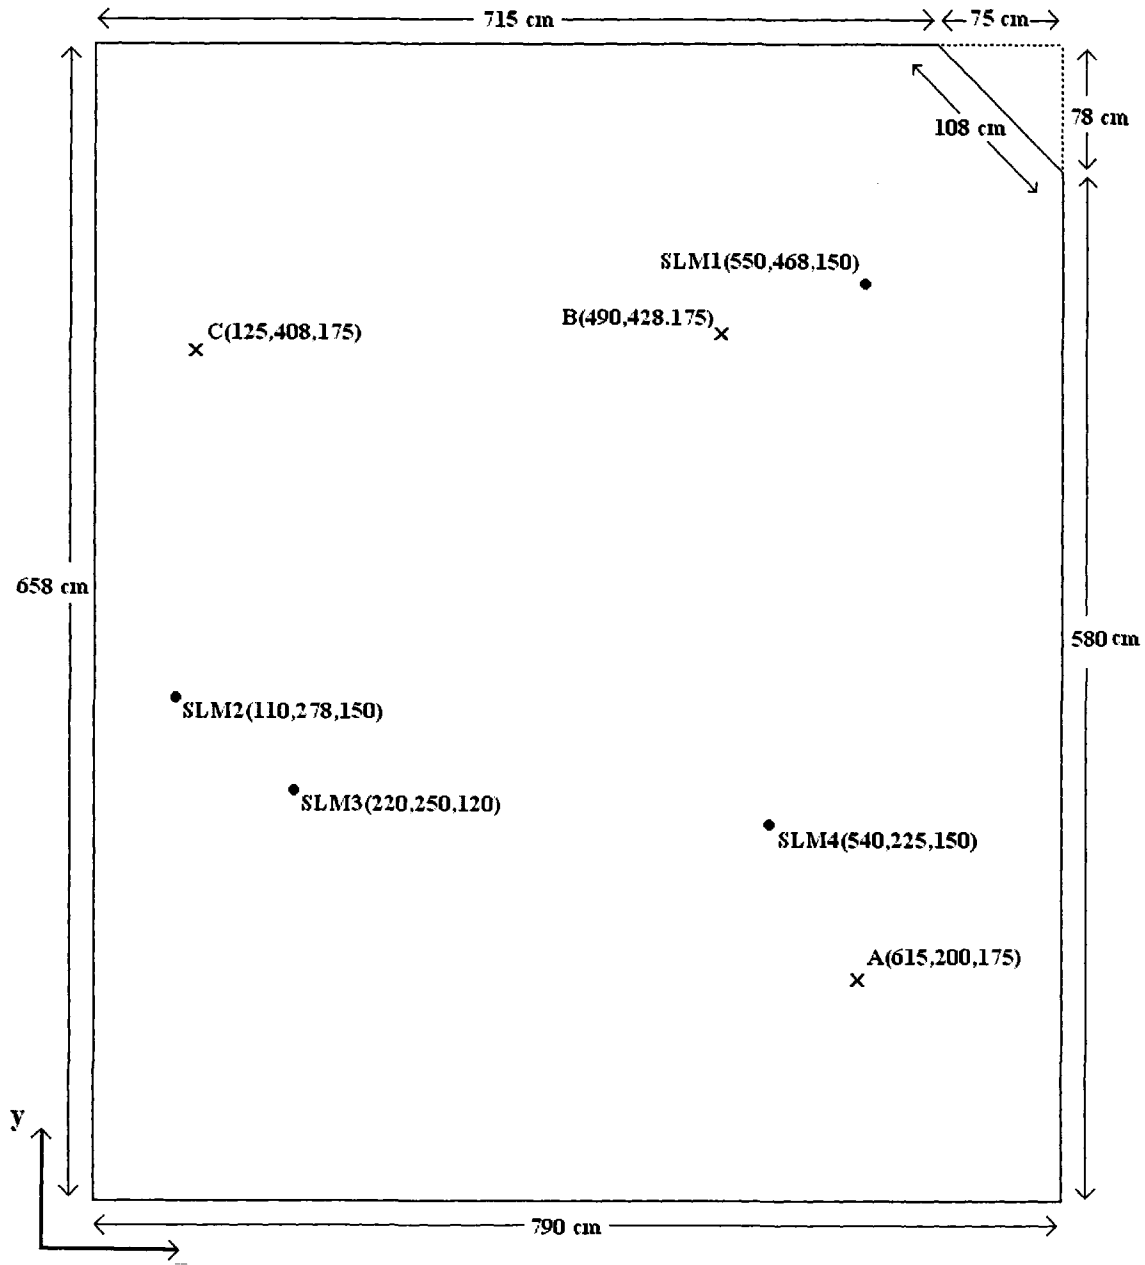 715 cm
75 cm
78 cm
108 cm
SLM1(550,468,150)
B(490,428.175)
C(125,408,175)
658 cm
580 cm
SLM2(110,278,150)
SLM3(220,250,120)
SLM4(540,225,150)
A(615,200,175)
y
790 cm